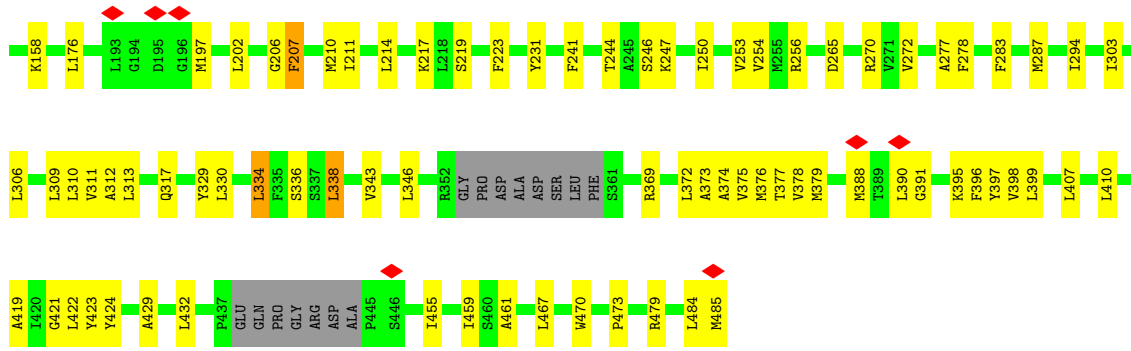 K158 L176 L193 G194 D195 G196 M197 L202 G206 F207 M210 I211 L214 K217 L218 S219 F223 Y231 F241 T244 A245 S246 K247 I250 V253 V254 M255 R256 D265 R270 V271 V272 A277 F278 F283 M287 I294 I303
L306 L309 L310 V311 A312 L313 Q317 Y329 L330 L334 F335 S336 S337 L338 V343 L346 R352 GLY PRO ASP ALA ASP SER LEU PHE S361 R369 L372 A373 A374 V375 M376 T377 V378 M379 M388 T389 L390 G391 K395 F396 Y397 V398 L399 L407 L410
A419 I420 G421 L422 Y423 Y424 A429 L432 P437 GLU GLN PRO GLY ARG ASP ALA P445 S446 I455 I459 S460 A461 L467 W470 P473 R479 L484 M485